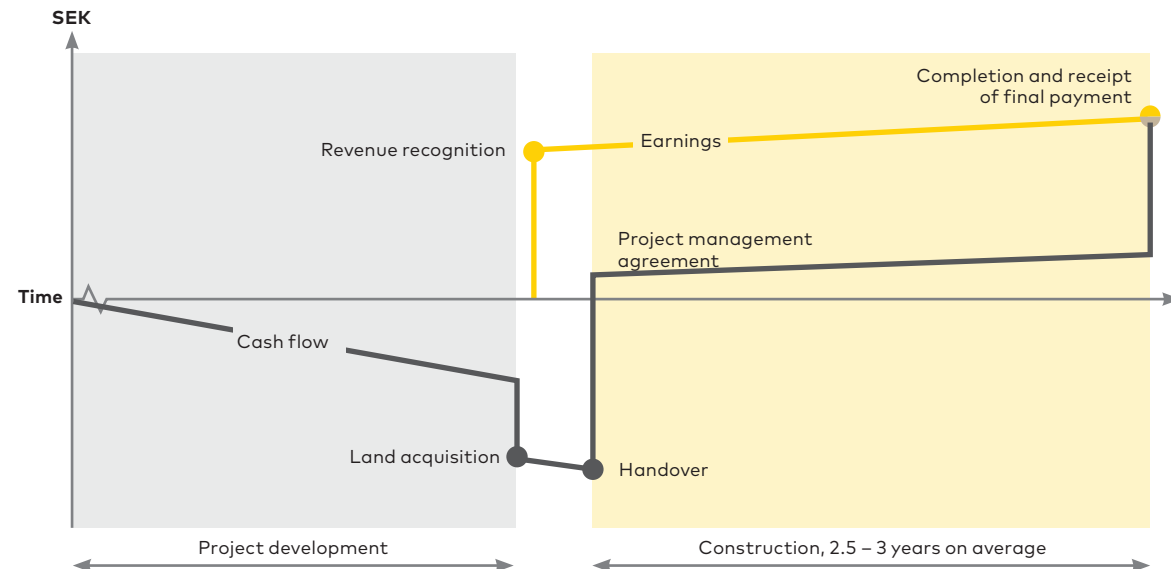 SEK
Completion and receipt
of final payment
Revenue recognition
Earnings
Project management
agreement
Time
Cash flow
Land acquisition
Handover
Project development
Construction, 2.5 – 3 years on average